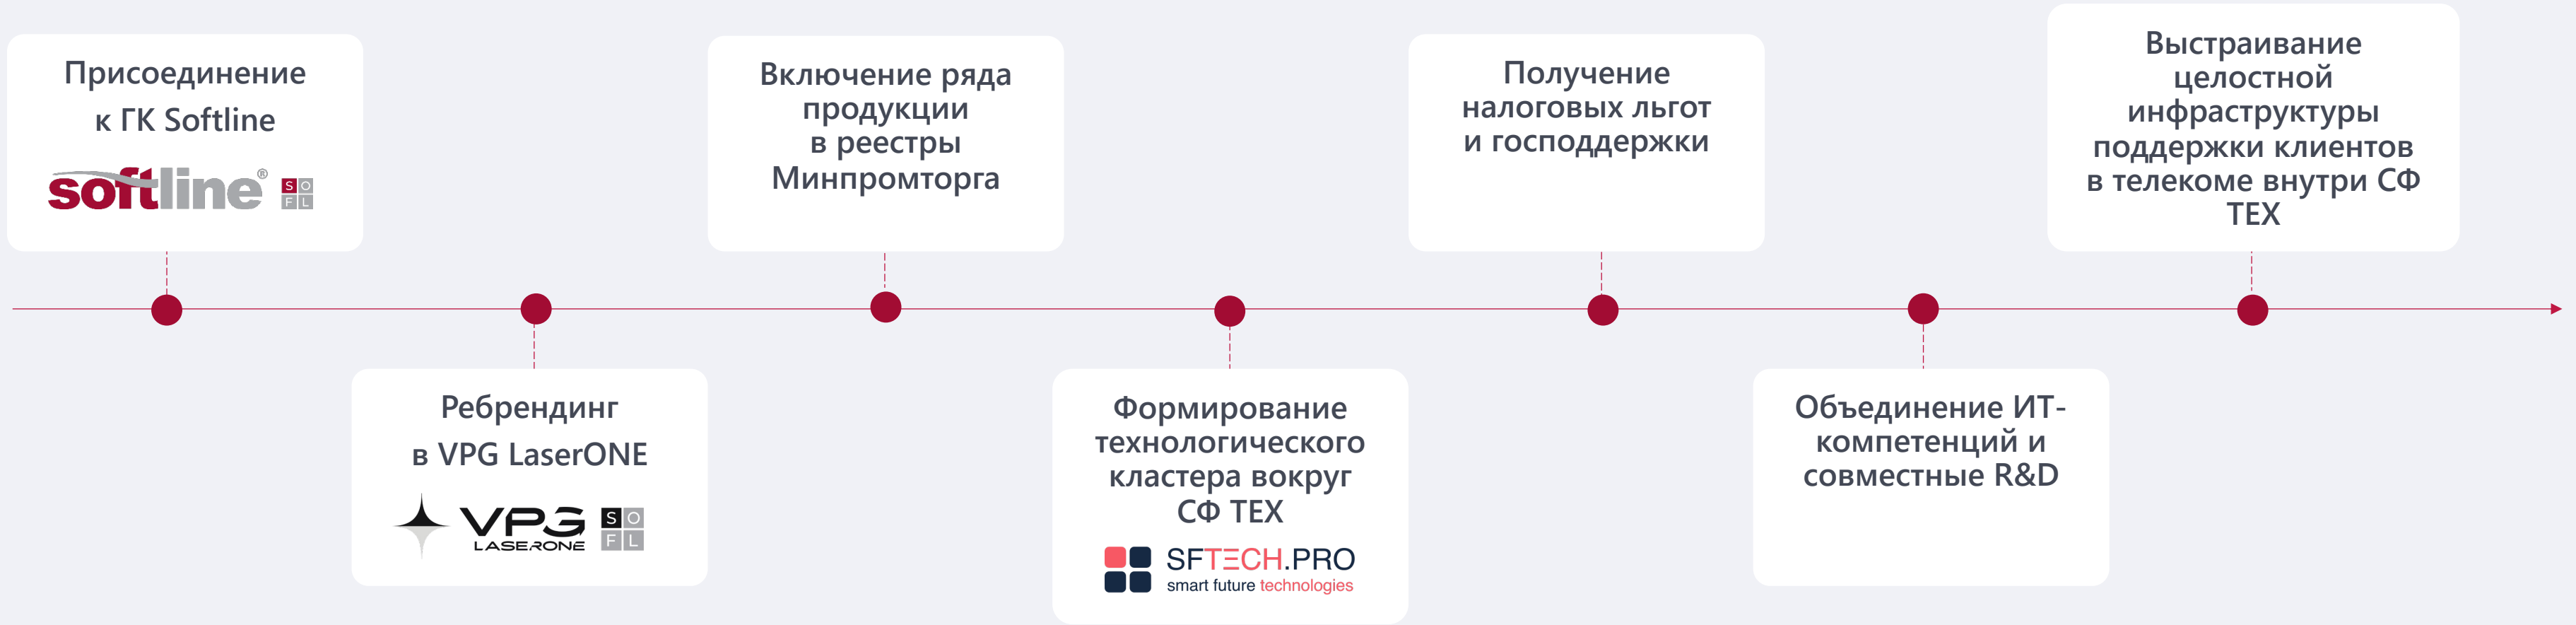 Присоединение
к ГК Softline
softline®
S O
F L
Ребрендинг
в VPG LaserONE
VPG
LASERONE
S O
F L
Включение ряда
продукции
в реестры
Минпромторга
Формирование
технологического
кластера вокруг
СФ ТЕХ
SFTECH.PRO
smart future technologies
Получение
налоговых льгот
и господдержки
Объединение ИТ-
компетенций и
совместные R&D
Выстраивание
целостной
инфраструктуры
поддержки клиентов
в телекоме внутри СФ
ТЕХ